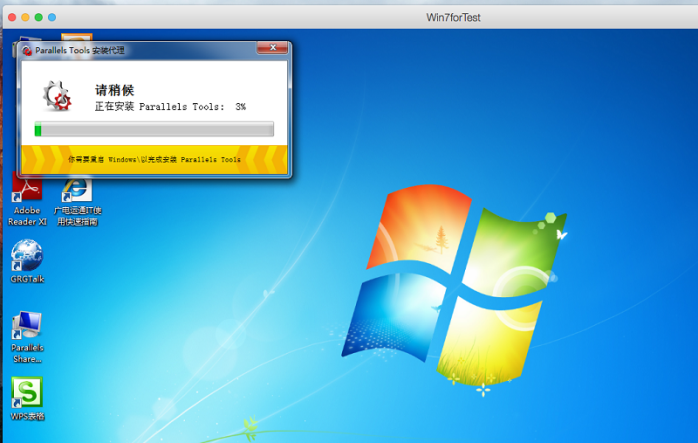 Win7forTest
Parallels Tools 安装代理
请稍候
正在安装 Parallels Tools: 3%
你需要重启 Windows\以完成安装 Parallels Tools
Adobe
Reader XI
广电运通IT使
用快速指南
GRGTalk
Parallels
Share...
WPS表格